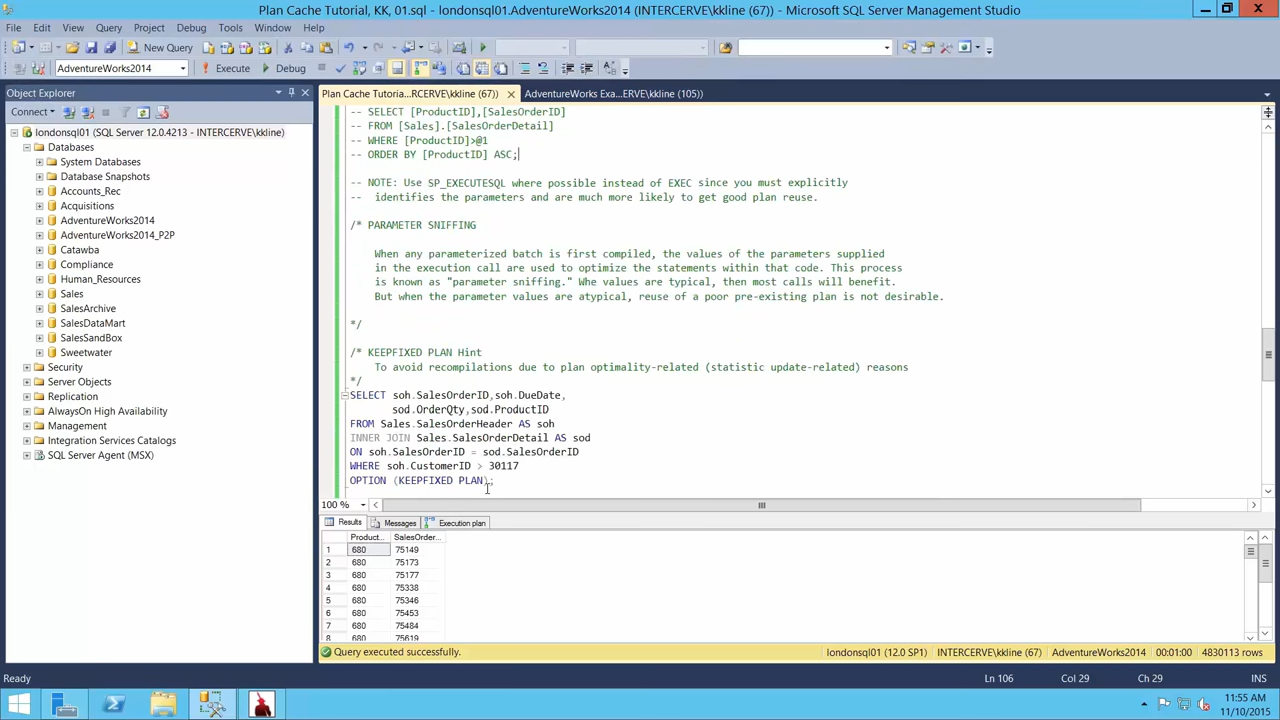 Plan Cache Tutorial, KK, 01.sql - londonsql01.AdventureWorks2014 (INTERCERVE\kkline (67)) - Microsoft SQL Server Management Studio
File Edit View Query Project Debug Tools Window Help
New Query
AdventureWorks2014 Execute Debug
Object Explorer
Connect
londonsql01 (SQL Server 12.0.4213 - INTERCERVE\kkline)
Databases
System Databases
Database Snapshots
Accounts_Rec
Acquisitions
AdventureWorks2014
AdventureWorks2014_P2P
Catawba
Compliance
Human_Resources
Sales
SalesArchive
SalesDataMart
SalesSandBox
Sweetwater
Security
Server Objects
Replication
AlwaysOn High Availability
Management
Integration Services Catalogs
SQL Server Agent (MSX)
Plan Cache Tutoria...RCERVE\kkline (67)) AdventureWorks Exa...ERVE\kkline (105))
-- SELECT [ProductID],[SalesOrderID]
-- FROM [Sales].[SalesOrderDetail]
-- WHERE [ProductID]>@1
-- ORDER BY [ProductID] ASC;
-- NOTE: Use SP_EXECUTESQL where possible instead of EXEC since you must explicitly
-- identifies the parameters and are much more likely to get good plan reuse.
/* PARAMETER SNIFFING
When any parameterized batch is first compiled, the values of the parameters supplied
in the execution call are used to optimize the statements within that code. This process
is known as "parameter sniffing." Whe values are typical, then most calls will benefit.
But when the parameter values are atypical, reuse of a poor pre-existing plan is not desirable.
*/
/* KEEPFIXED PLAN Hint
To avoid recompilations due to plan optimality-related (statistic update-related) reasons
*/
SELECT soh.SalesOrderID,soh.DueDate,
sod.OrderQty,sod.ProductID
FROM Sales.SalesOrderHeader AS soh
INNER JOIN Sales.SalesOrderDetail AS sod
ON soh.SalesOrderID = sod.SalesOrderID
WHERE soh.CustomerID > 30117
OPTION (KEEPFIXED PLAN);
100 %
Results Messages Execution plan
Product... SalesOrder...
1 680 75149
2 680 75173
3 680 75177
4 680 75338
5 680 75346
6 680 75453
7 680 75484
8 680 75619
Query executed successfully. londonsql01 (12.0 SP1) INTERCERVE\kkline (67) AdventureWorks2014 00:01:00 4830113 rows
Ready Ln 106 Col 29 Ch 29 INS
11:55 AM
11/10/2015